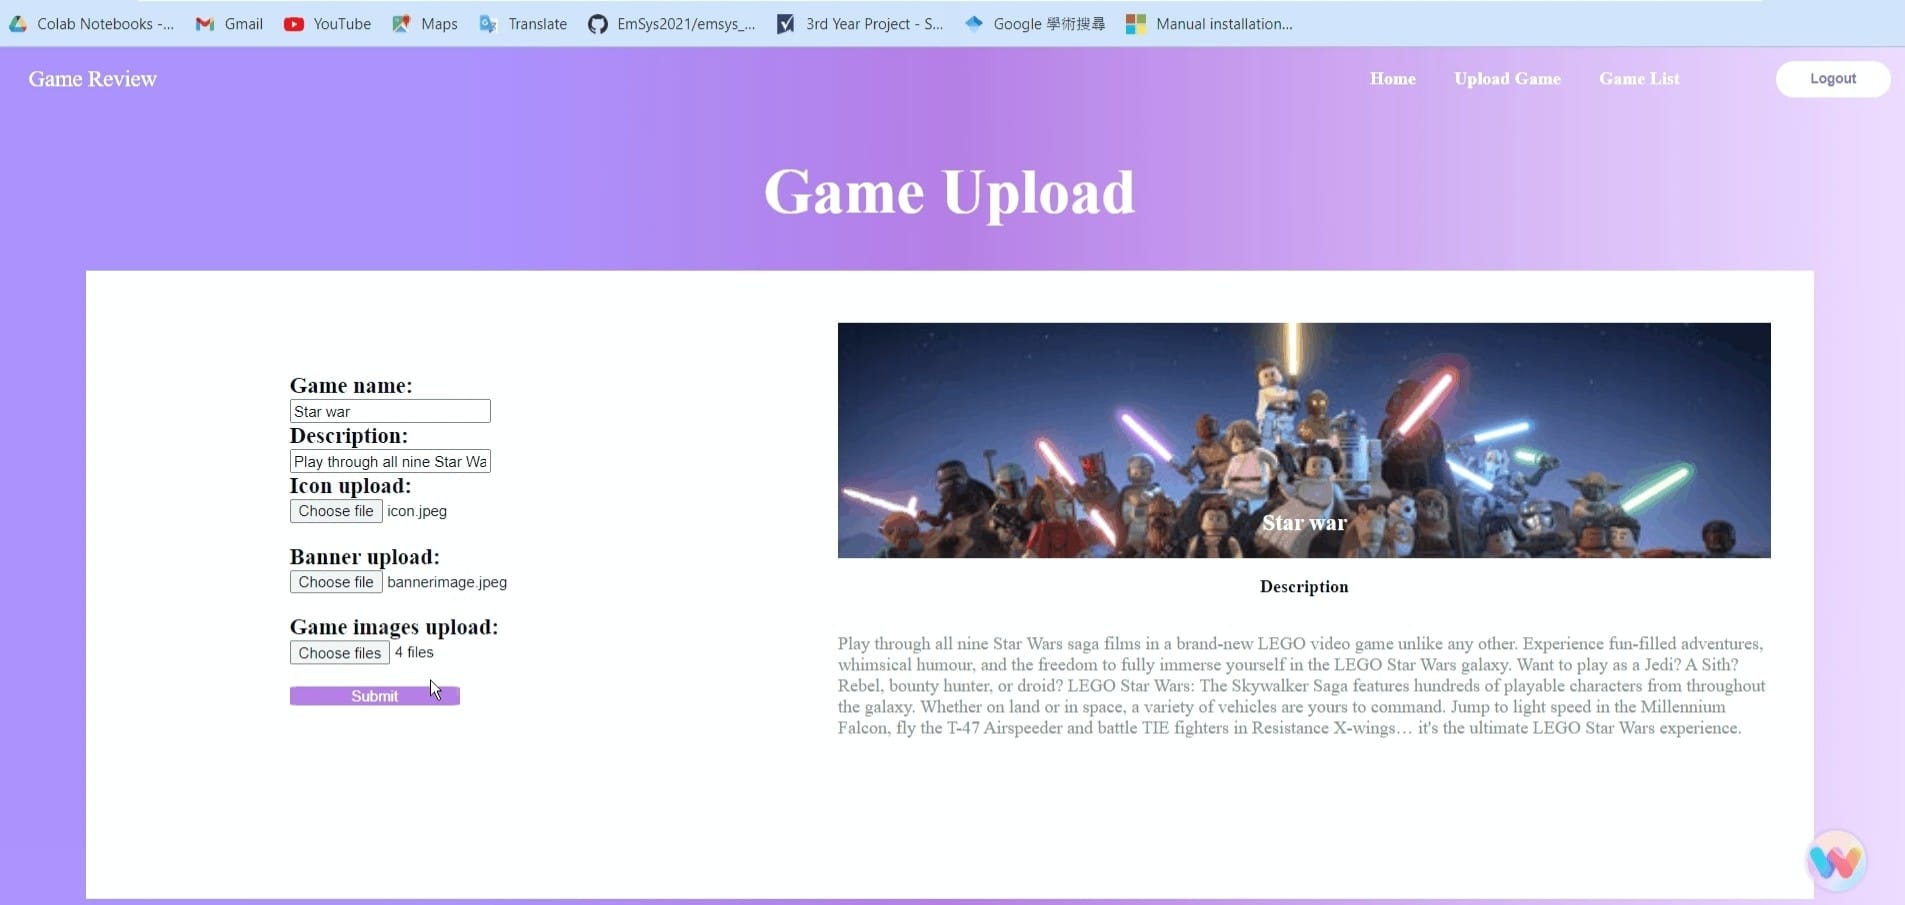 Colab Notebooks -...
Gmail
YouTube
Maps
Translate
EmSys2021/emsys_...
3rd Year Project - S...
Google 學術搜尋
Manual installation...
Game Review
Home
Upload Game
Game List
Logout
Game Upload
Game name:
Star war
Description:
Play through all nine Star Wa
Icon upload:
Choose file icon.jpeg
Banner upload:
Choose file bannerimage.jpeg
Game images upload:
Choose files 4 files
Submit
Star war
Description
Play through all nine Star Wars saga films in a brand-new LEGO video game unlike any other. Experience fun-filled adventures,
whimsical humour, and the freedom to fully immerse yourself in the LEGO Star Wars galaxy. Want to play as a Jedi? A Sith?
Rebel, bounty hunter, or droid? LEGO Star Wars: The Skywalker Saga features hundreds of playable characters from throughout
the galaxy. Whether on land or in space, a variety of vehicles are yours to command. Jump to light speed in the Millennium
Falcon, fly the T-47 Airspeeder and battle TIE fighters in Resistance X-wings… it's the ultimate LEGO Star Wars experience.